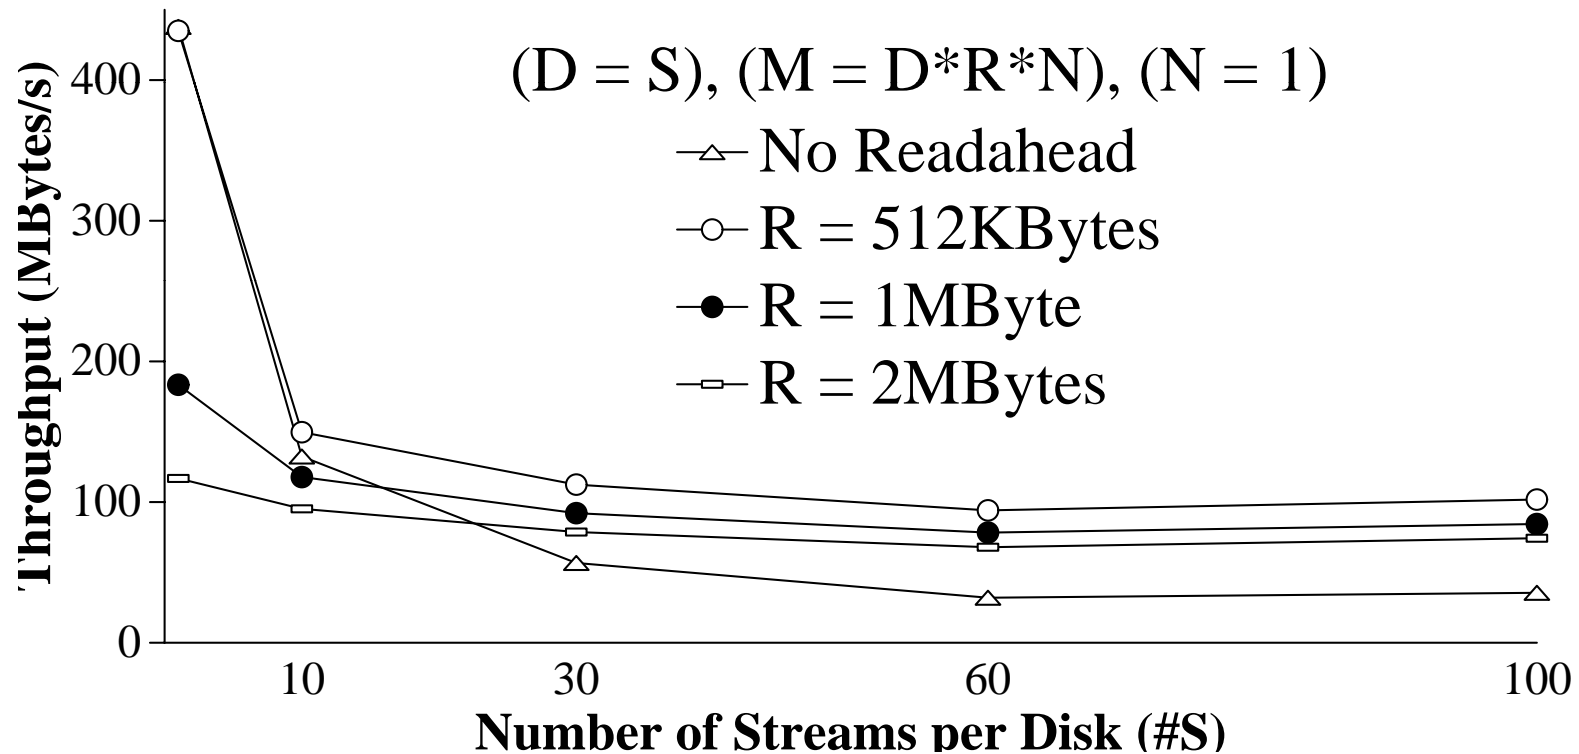 (D = S), (M = D*R*N), (N = 1)
No Readahead
R = 512KBytes
R = 1MByte
R = 2MBytes
Throughput (MBytes/s)
400
300
200
100
0
10 30 60 100
Number of Streams per Disk (#S)